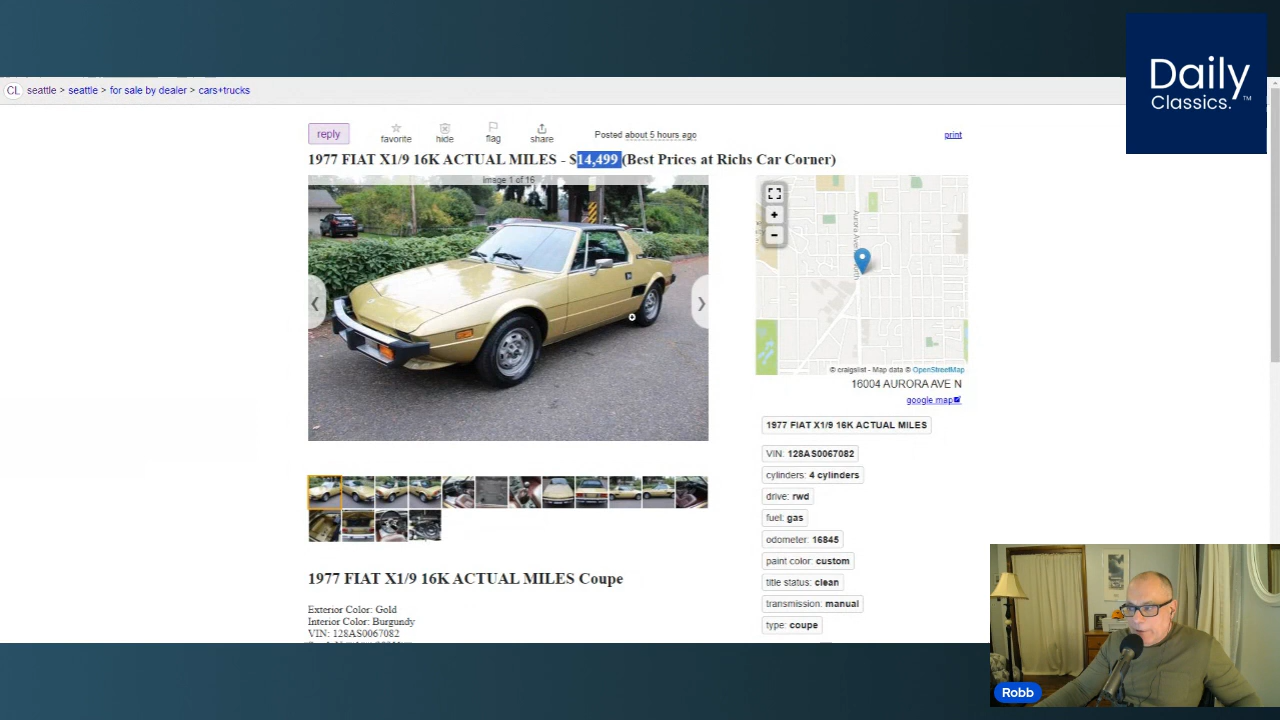 Daily
Classics.™
CL seattle > seattle > for sale by dealer > cars+trucks
reply
favorite
hide
flag
share
Posted about 5 hours ago
print
1977 FIAT X1/9 16K ACTUAL MILES - $14,499 (Best Prices at Richs Car Corner)
image 1 of 16
+
−
© craigslist - Map data © OpenStreetMap
16004 AURORA AVE N
google map
1977 FIAT X1/9 16K ACTUAL MILES
VIN: 128AS0067082
cylinders: 4 cylinders
drive: rwd
fuel: gas
odometer: 16845
paint color: custom
title status: clean
transmission: manual
type: coupe
1977 FIAT X1/9 16K ACTUAL MILES Coupe
Exterior Color: Gold
Interior Color: Burgundy
VIN: 128AS0067082
Robb